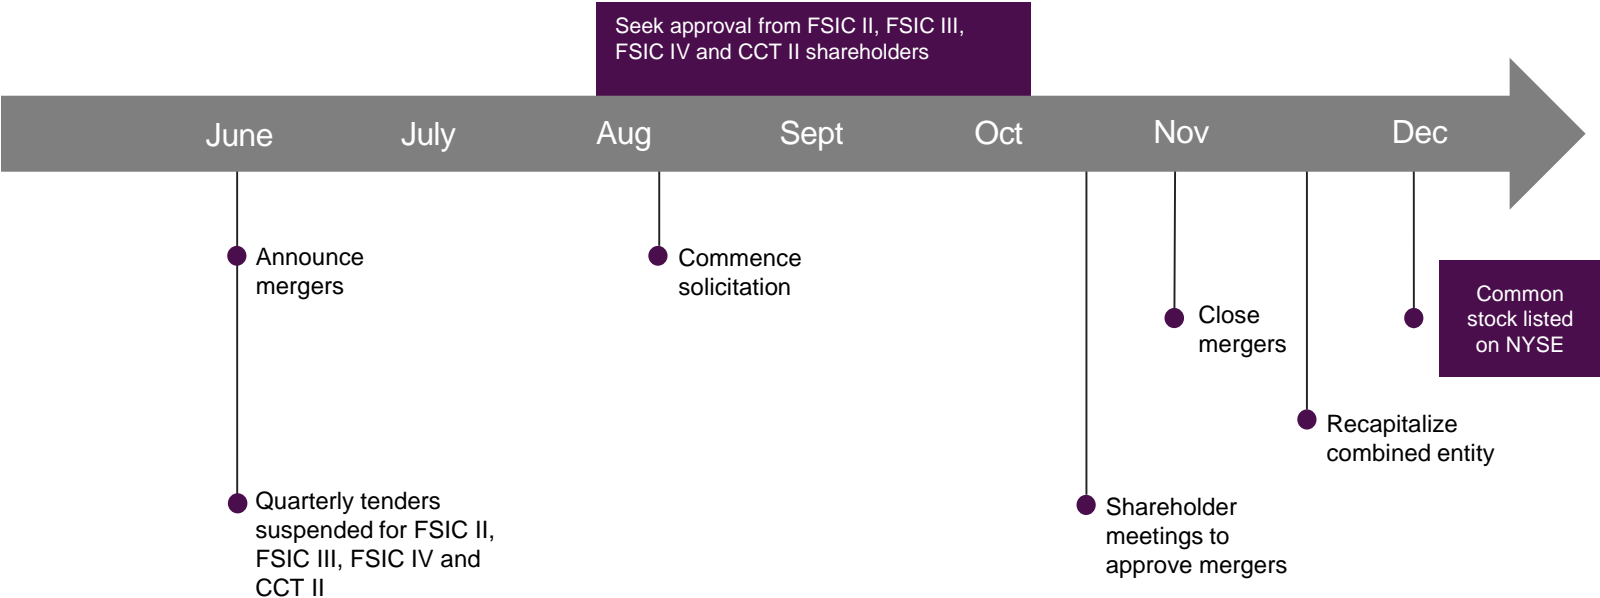 Seek approval from FSIC II, FSIC III,
FSIC IV and CCT II shareholders
June
July
Aug
Sept
Oct
Nov
Dec
Announce
mergers
Commence
solicitation
Close
mergers
Common
stock listed
on NYSE
Recapitalize
combined entity
Quarterly tenders
suspended for FSIC II,
FSIC III, FSIC IV and
CCT II
Shareholder
meetings to
approve mergers